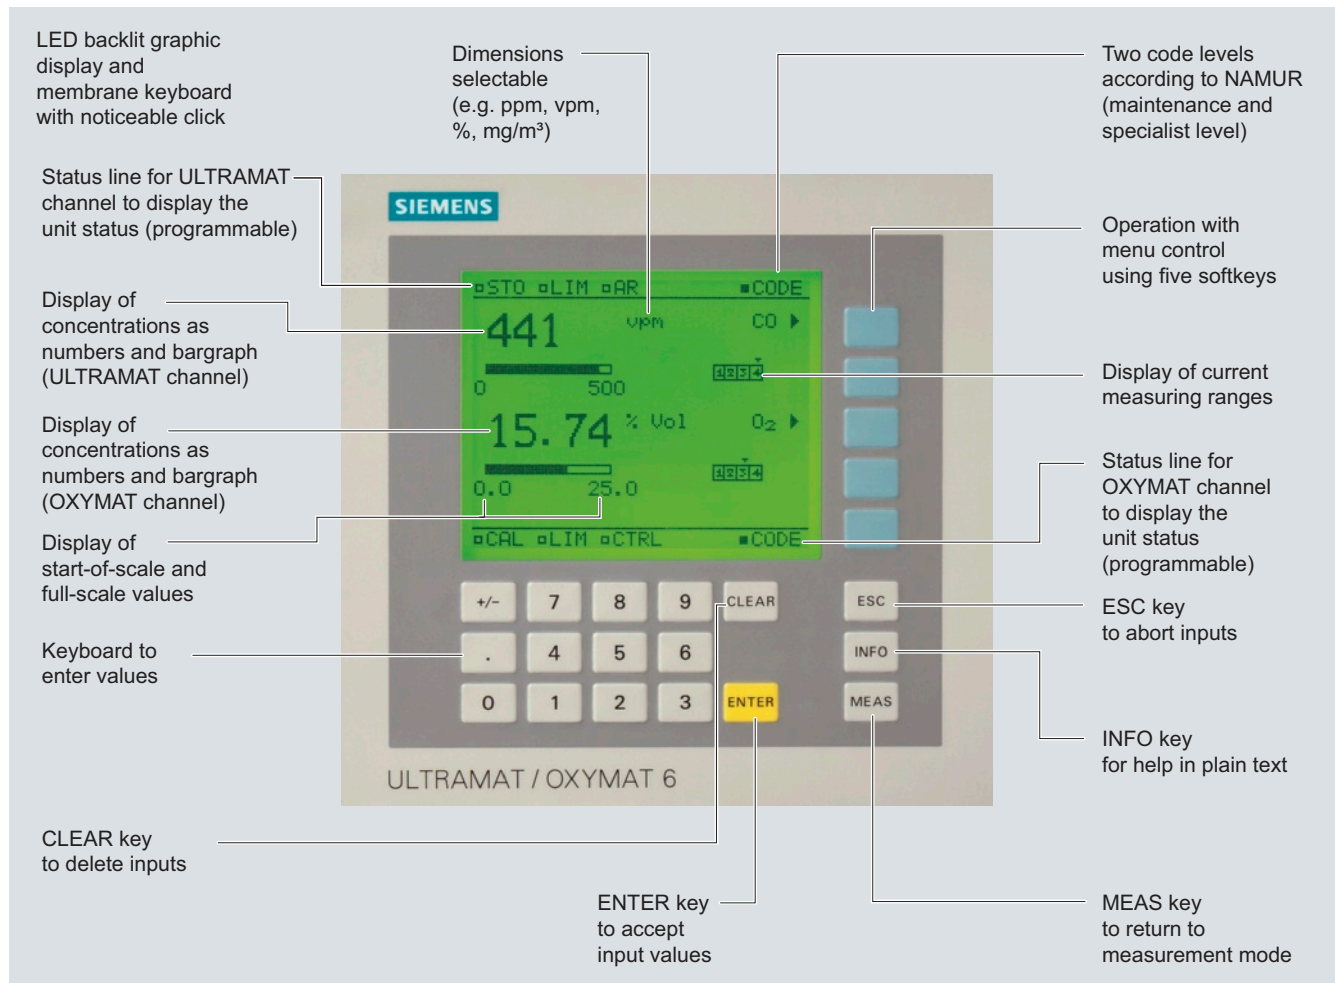 LED backlit graphic
display and
membrane keyboard
with noticeable click
Dimensions
selectable
(e.g. ppm, vpm,
%, mg/m³)
Two code levels
according to NAMUR
(maintenance and
specialist level)
Status line for ULTRAMAT
channel to display the
unit status (programmable)
Display of
concentrations as
numbers and bargraph
(ULTRAMAT channel)
Display of
concentrations as
numbers and bargraph
(OXYMAT channel)
Display of
start-of-scale and
full-scale values
Keyboard to
enter values
CLEAR key
to delete inputs
SIEMENS
STO LIM AR CODE
441 vpm CO
1 2 3 4
0 500
15.74 % Vol O₂
1 2 3 4
0.0 25.0
CAL LIM CTRL CODE
+/- 7 8 9 CLEAR ESC
. 4 5 6 INFO
0 1 2 3 ENTER MEAS
ULTRAMAT / OXYMAT 6
Operation with
menu control
using five softkeys
Display of current
measuring ranges
Status line for
OXYMAT channel
to display the
unit status
(programmable)
ESC key
to abort inputs
INFO key
for help in plain text
ENTER key
to accept
input values
MEAS key
to return to
measurement mode